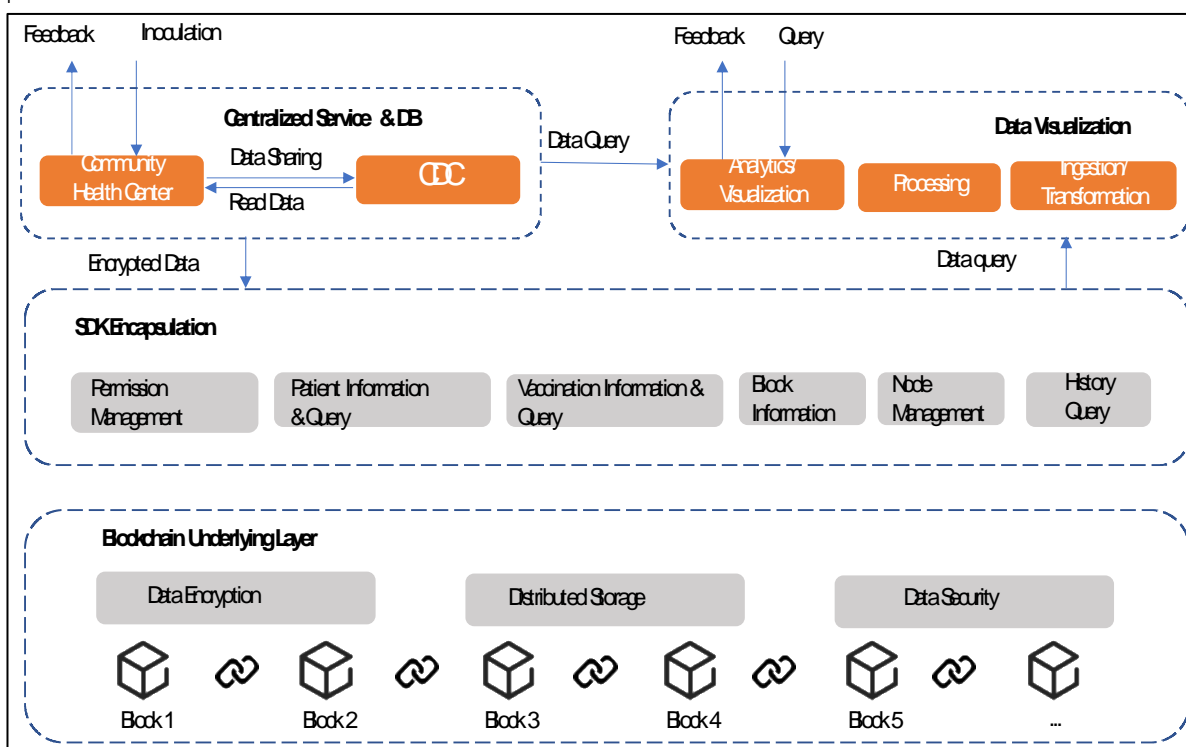 Feedback
Inoculation
Feedback
Query
Centralized Service & DB
Data Visualization
Community
Health Center
Data Sharing
Read Data
CDC
Data Query
Analytics/
Visualization
Processing
Ingestion/
Transformation
Encrypted Data
Data query
SDK Encapsulation
Permission
Management
Patient Information
& Query
Vaccination Information &
Query
Block
Information
Node
Management
History
Query
Blockchain Underlying Layer
Data Encryption
Distributed Storage
Data Security
Block 1
Block 2
Block 3
Block 4
Block 5
...